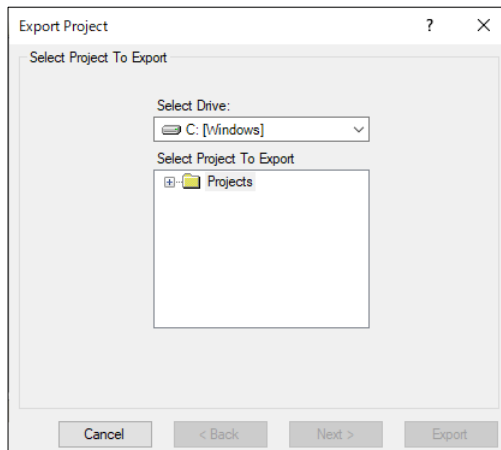 Export Project ? ×
Select Project To Export
Select Drive:
C: [Windows]
Select Project To Export
Projects
Cancel < Back Next > Export